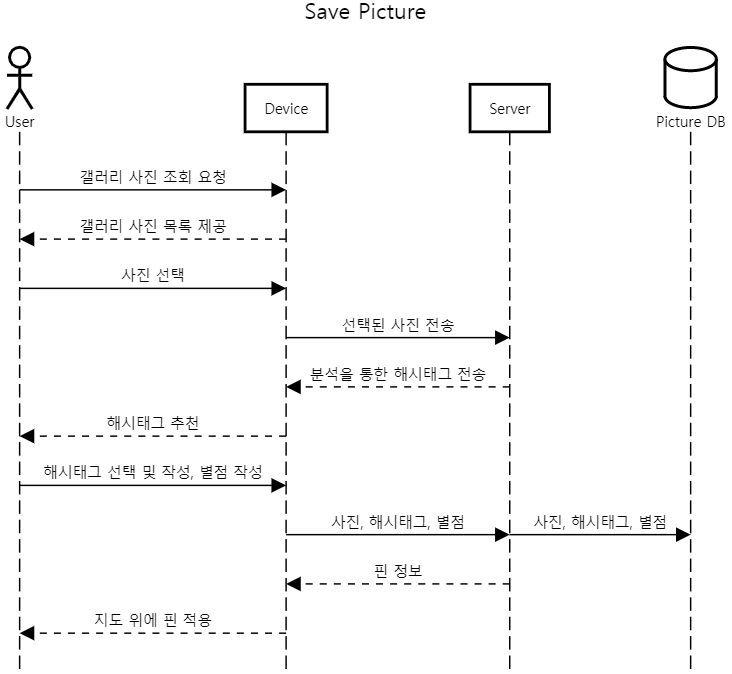 Save Picture
User
Device
Server
Picture DB
갤러리 사진 조회 요청
갤러리 사진 목록 제공
사진 선택
선택된 사진 전송
분석을 통한 해시태그 전송
해시태그 추천
해시태그 선택 및 작성, 별점 작성
사진, 해시태그, 별점
사진, 해시태그, 별점
핀 정보
지도 위에 핀 적용